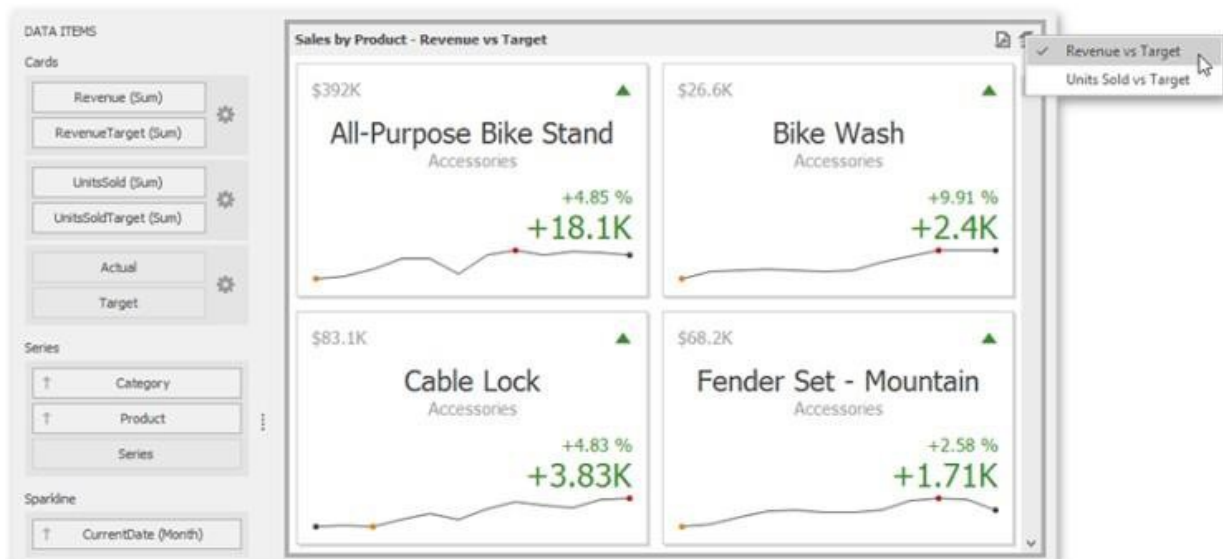 DATA ITEMS
Cards
Revenue (Sum)
RevenueTarget (Sum)
UnitsSold (Sum)
UnitsSoldTarget (Sum)
Actual
Target
Series
Category
Product
Series
Sparkline
CurrentDate (Month)
Sales by Product - Revenue vs Target
Revenue vs Target
Units Sold vs Target
$392K
All-Purpose Bike Stand
Accessories
+4.85 %
+18.1K
$26.6K
Bike Wash
Accessories
+9.91 %
+2.4K
$83.1K
Cable Lock
Accessories
+4.83 %
+3.83K
$68.2K
Fender Set - Mountain
Accessories
+2.58 %
+1.71K